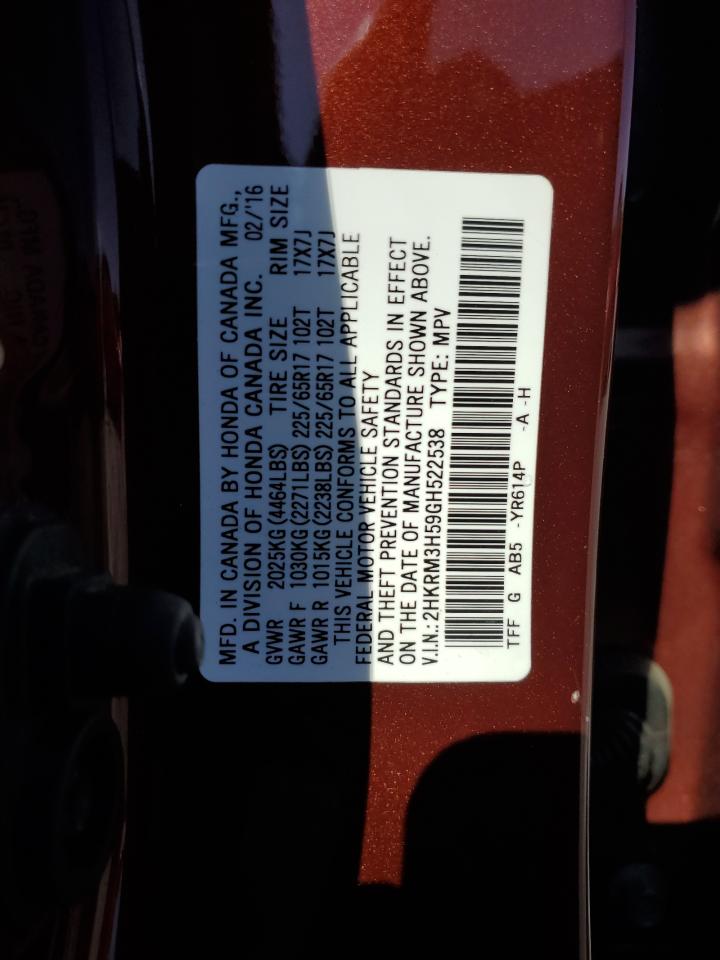 MFD. IN CANADA BY HONDA OF CANADA MFG.,
A DIVISION OF HONDA CANADA INC. 02/'16
GVWR 2025KG(4464LBS) TIRE SIZE RIM SIZE
GAWR F 1030KG(2271LBS) 225/65R17 102T 17X7J
GAWR R 1015KG(2238LBS) 225/65R17 102T 17X7J
THIS VEHICLE CONFORMS TO ALL APPLICABLE
FEDERAL MOTOR VEHICLE SAFETY
AND THEFT PREVENTION STANDARDS IN EFFECT
ON THE DATE OF MANUFACTURE SHOWN ABOVE.
V.I.N.: 2HKRM3H59GH522538 TYPE: MPV
TFF G AB5 -YR614P -A -H